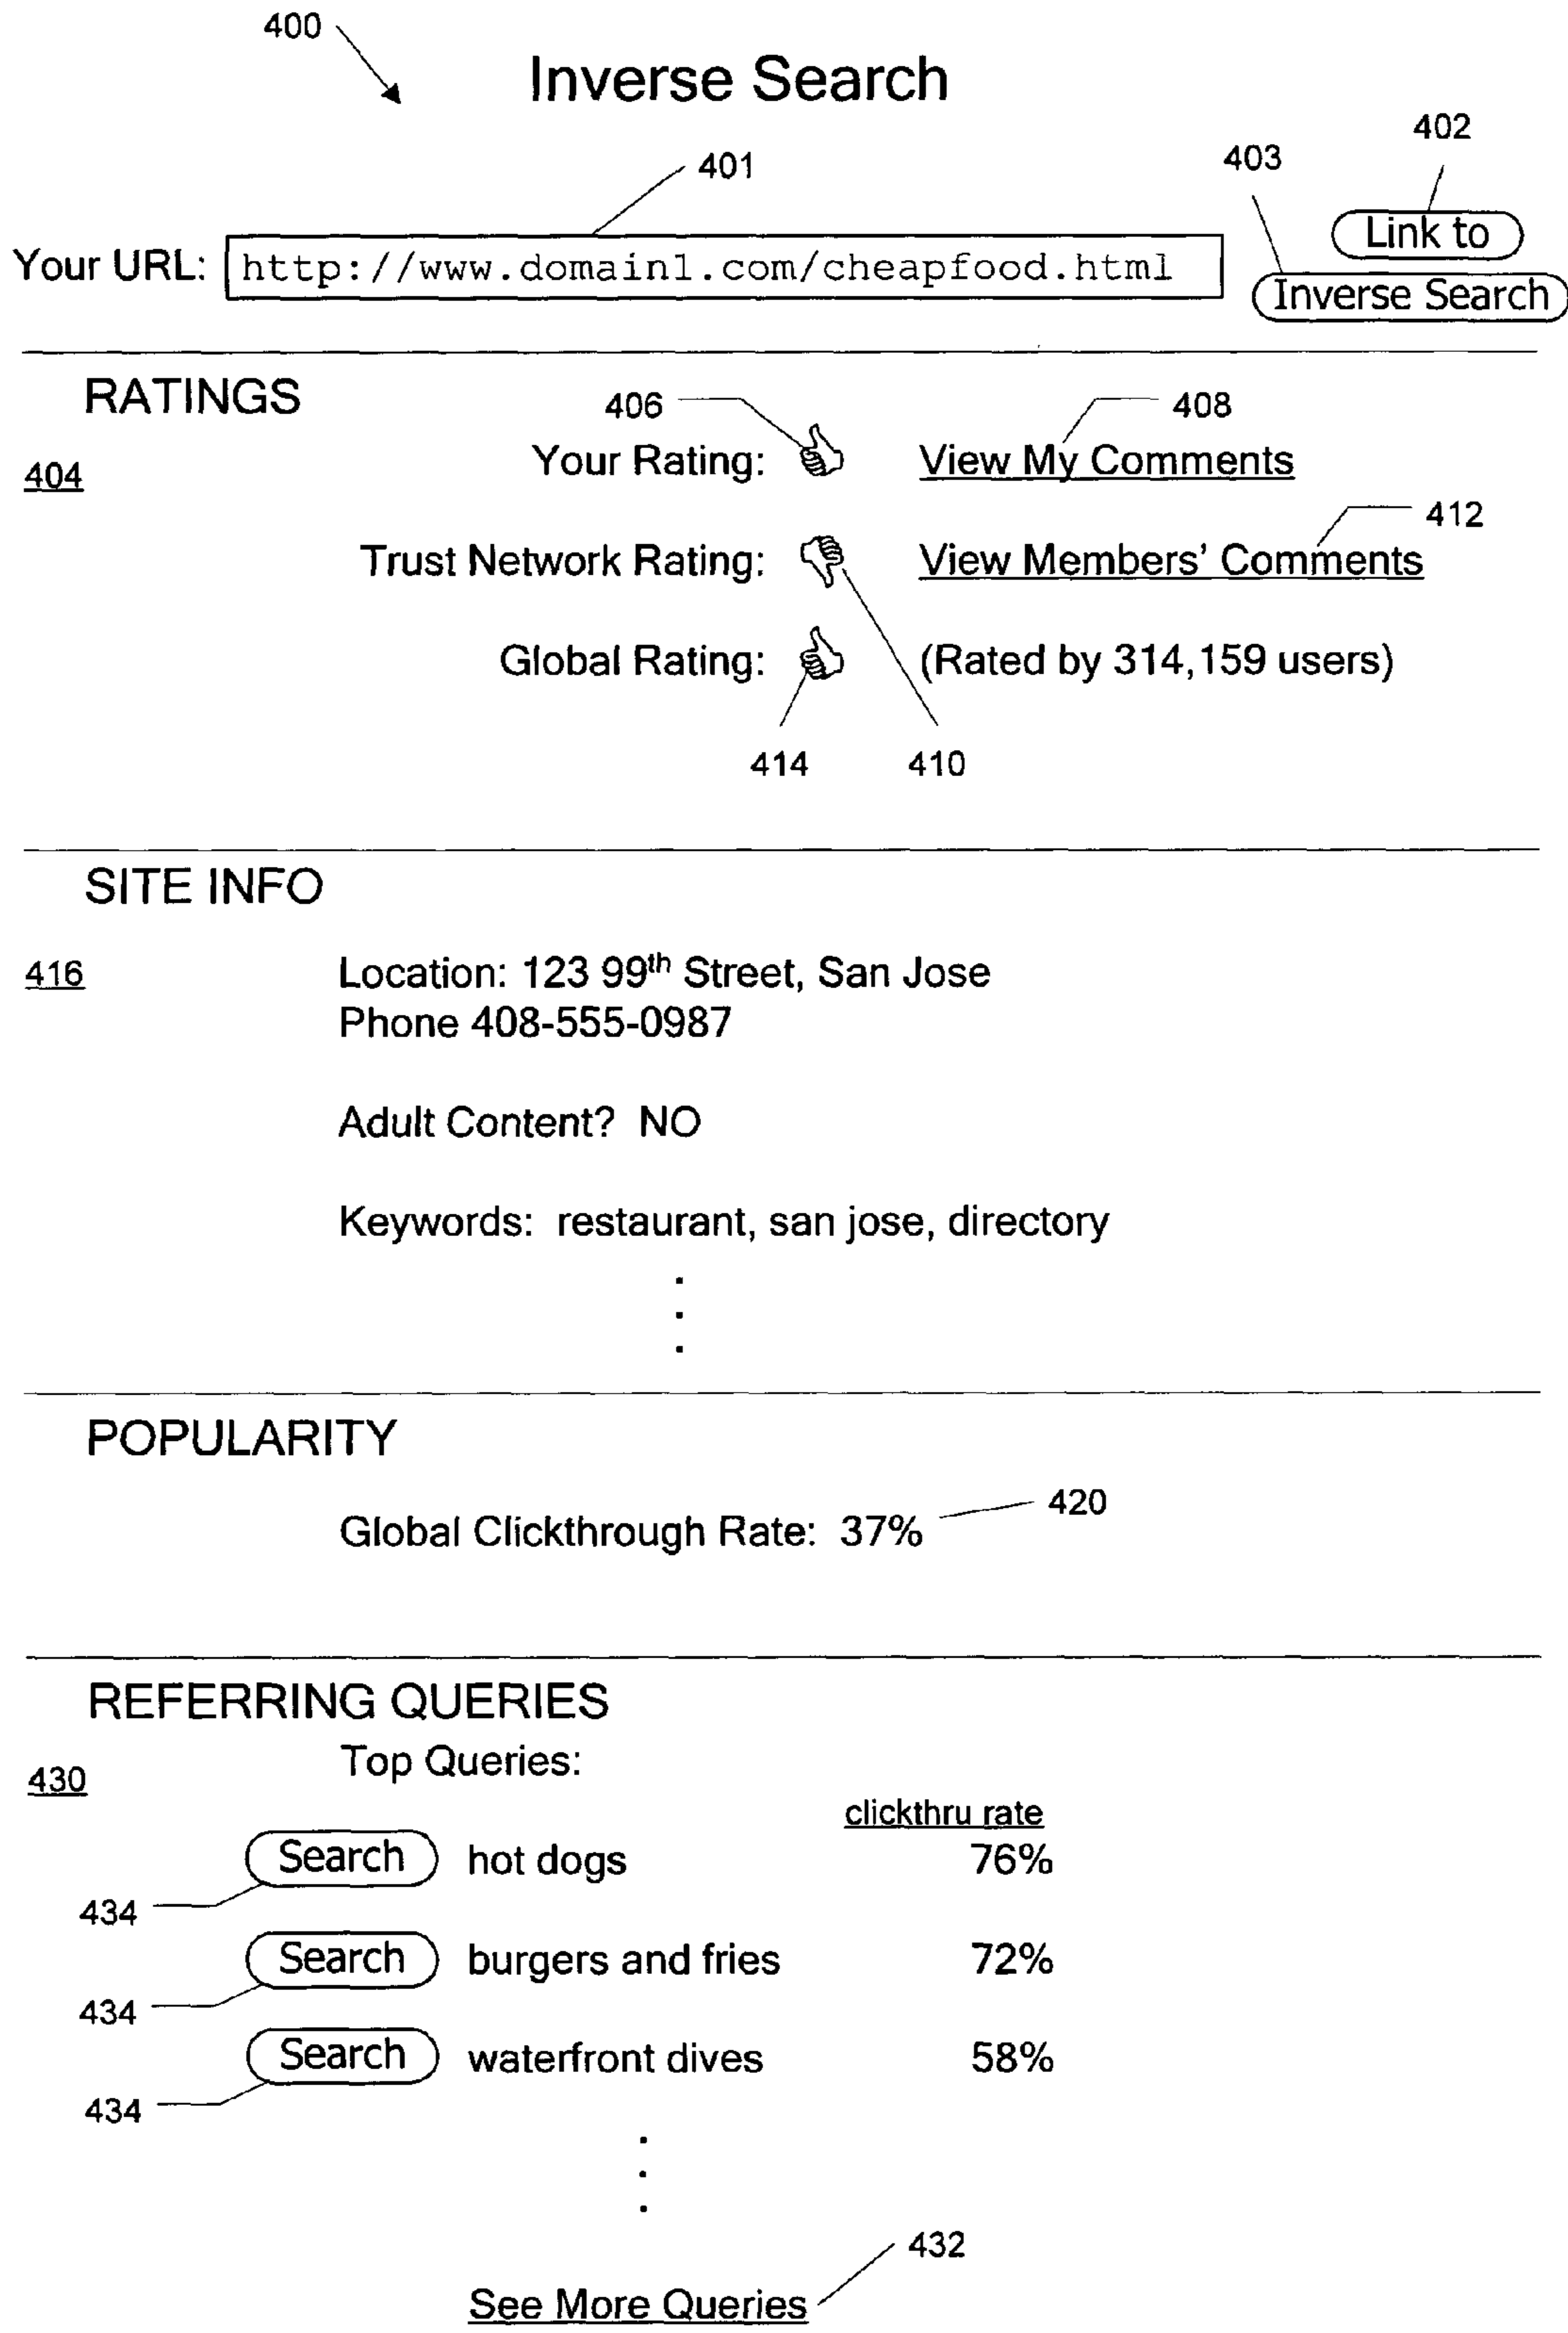 400
Inverse Search
402
403
401
Link to
Your URL: http://www.domain1.com/cheapfood.html
Inverse Search
RATINGS
406
408
Your Rating: View My Comments
404
412
Trust Network Rating: View Members' Comments
Global Rating: (Rated by 314,159 users)
414 410
SITE INFO
416
Location: 123 99th Street, San Jose
Phone 408-555-0987
Adult Content? NO
Keywords: restaurant, san jose, directory
POPULARITY
420
Global Clickthrough Rate: 37%
REFERRING QUERIES
Top Queries:
430
clickthru rate
Search hot dogs 76%
434
Search burgers and fries 72%
434
Search waterfront dives 58%
434
432
See More Queries